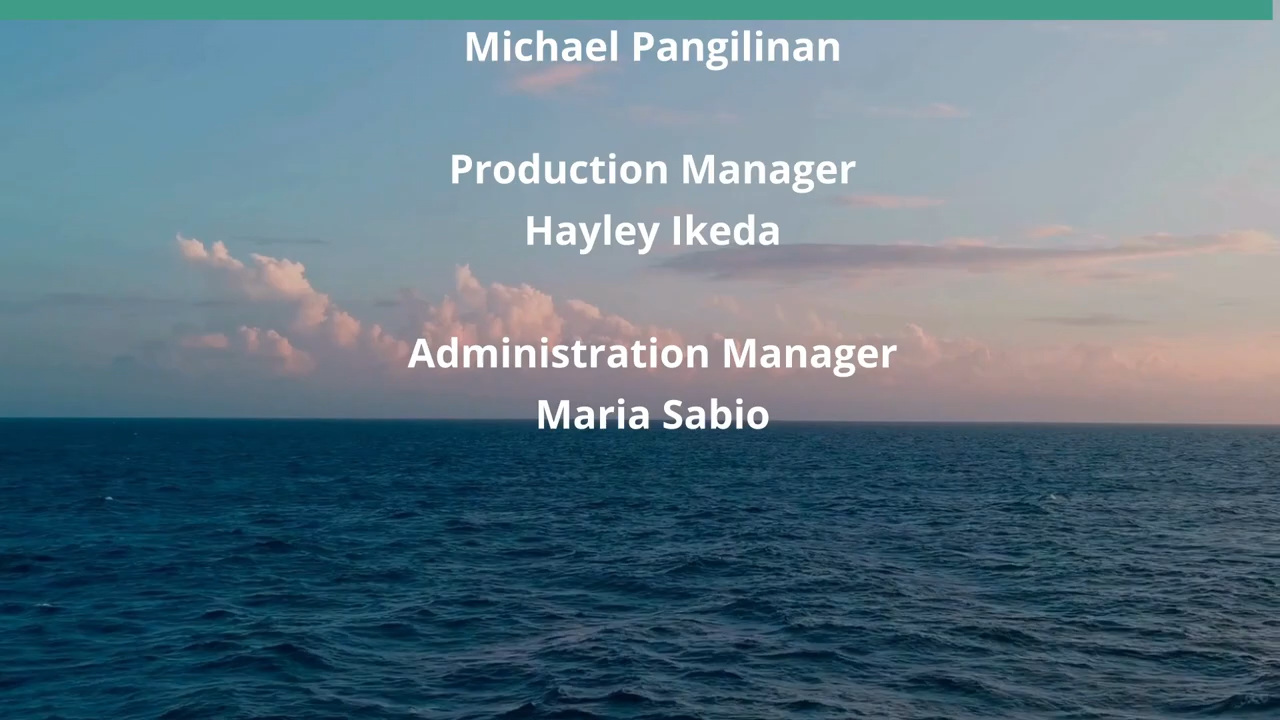 Michael Pangilinan
Production Manager
Hayley Ikeda
Administration Manager
Maria Sabio